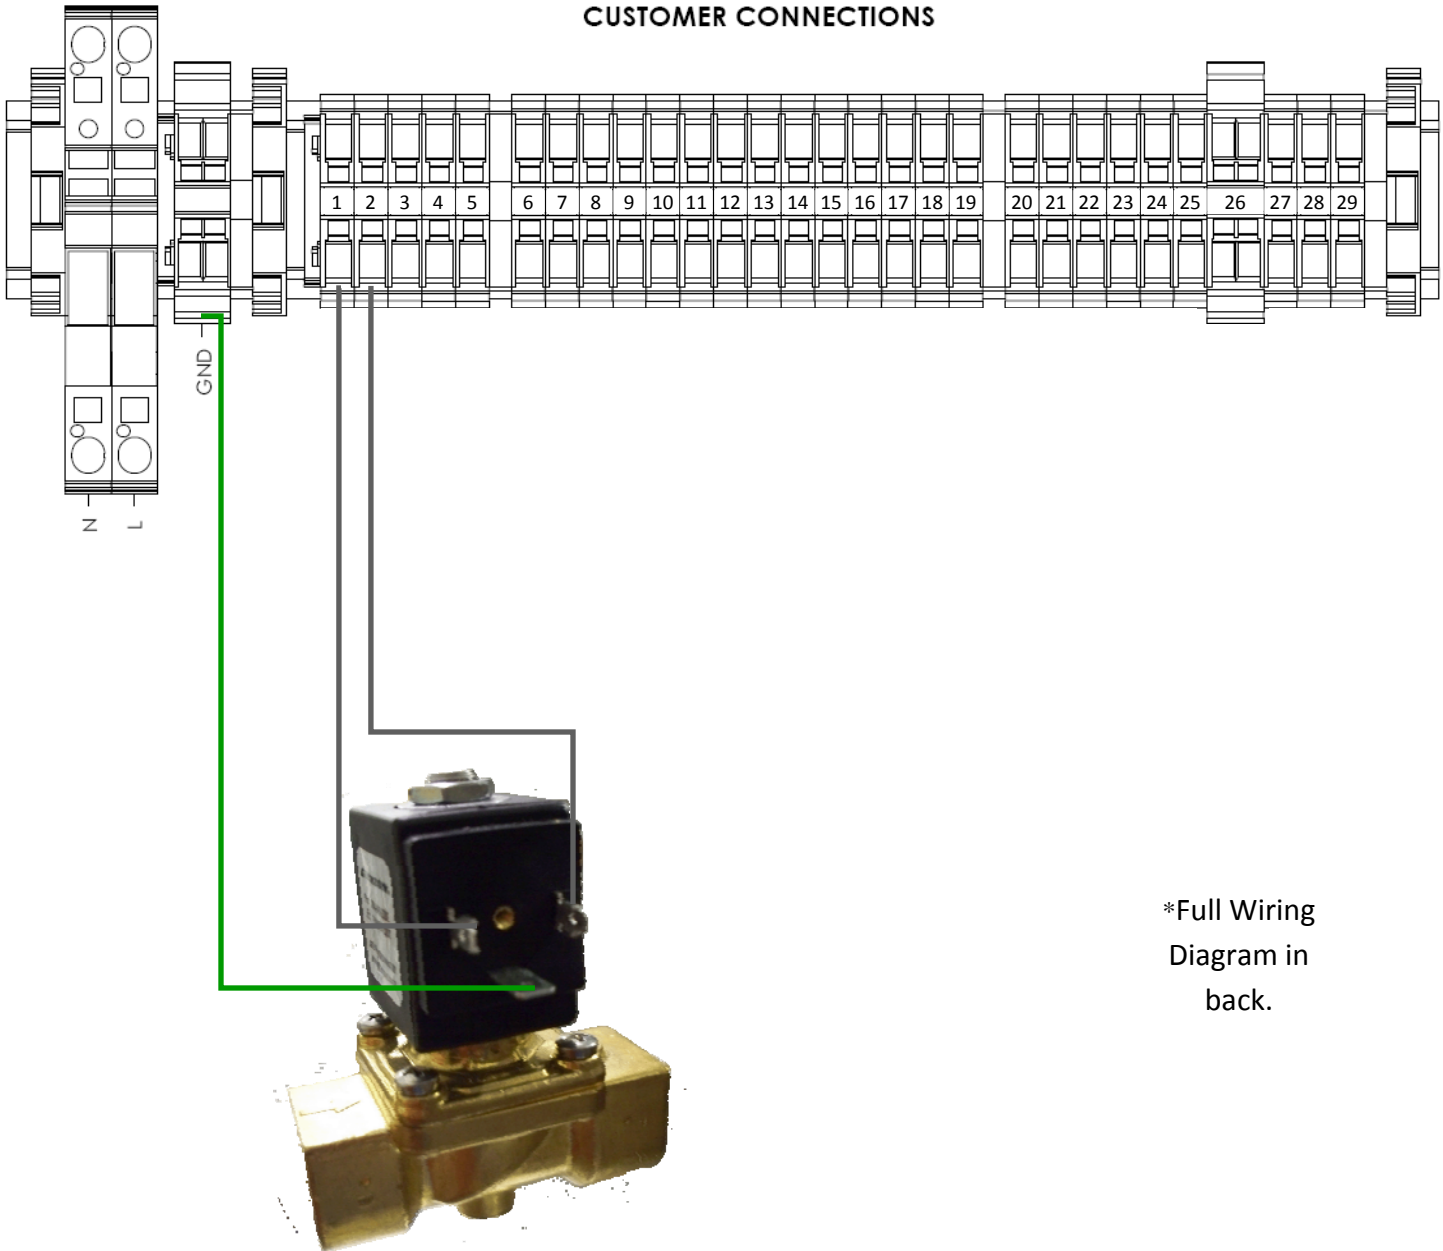 CUSTOMER CONNECTIONS
1 2 3 4 5 6 7 8 9 10 11 12 13 14 15 16 17 18 19 20 21 22 23 24 25 26 27 28 29
GND
N L
*Full Wiring
Diagram in
back.